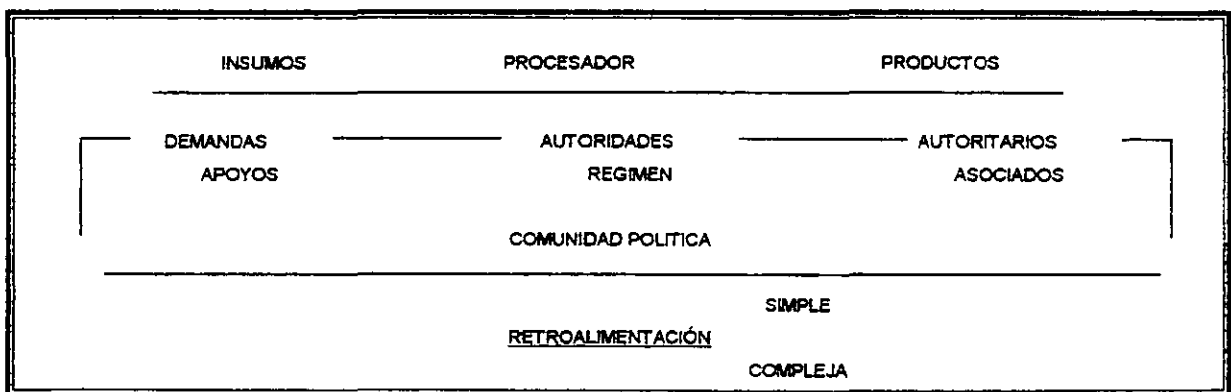 INSUMOS PROCESADOR PRODUCTOS
DEMANDAS AUTORIDADES AUTORITARIOS
APOYOS REGIMEN ASOCIADOS
COMUNIDAD POLITICA
SIMPLE
RETROALIMENTACIÓN
COMPLEJA